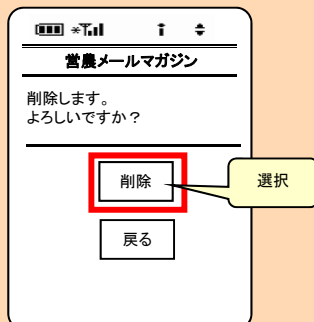 営農メールマガジン
削除します。
よろしいですか？
削除
選択
戻る